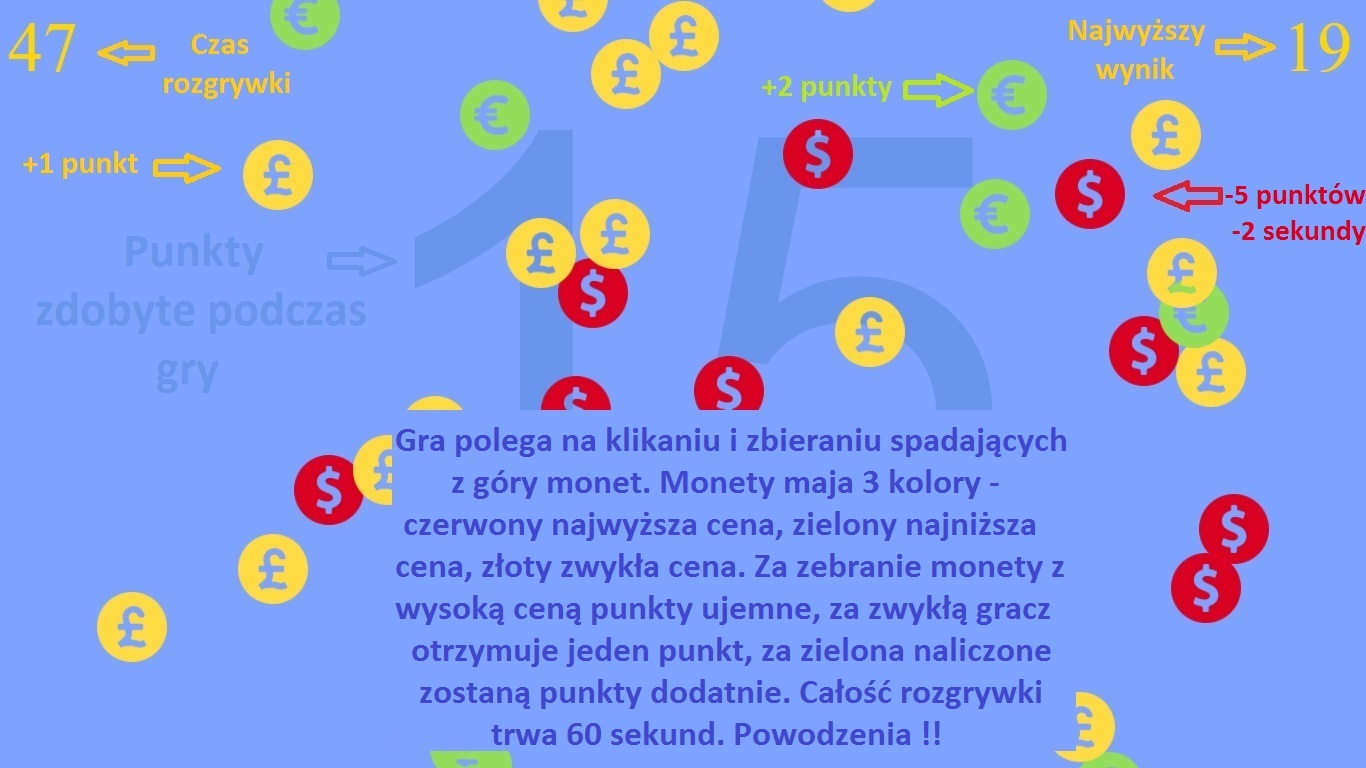 47
Czas
rozgrywki
Najwyższy
wynik
19
+2 punkty
+1 punkt
-5 punktów
-2 sekundy
Punkty
zdobyte podczas
gry
15
Gra polega na klikaniu i zbieraniu spadających
z góry monet. Monety maja 3 kolory -
czerwony najwyższa cena, zielony najniższa
cena, złoty zwykła cena. Za zebranie monety z
wysoką ceną punkty ujemne, za zwykłą gracz
otrzymuje jeden punkt, za zielona naliczone
zostaną punkty dodatnie. Całość rozgrywki
trwa 60 sekund. Powodzenia !!